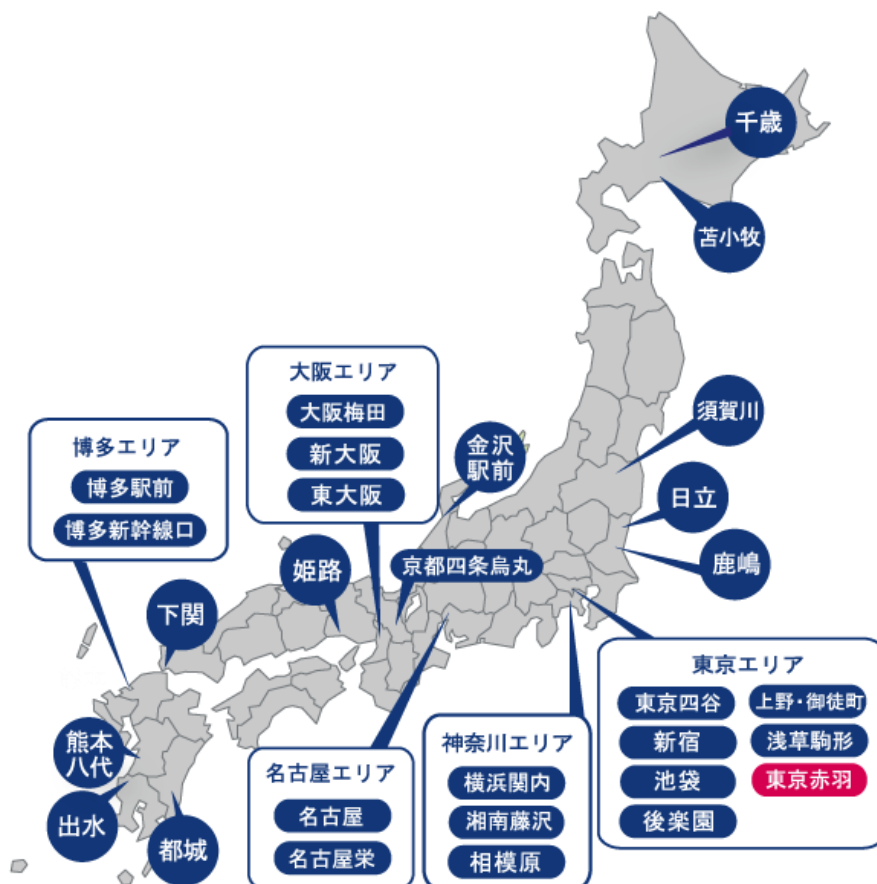 千歳
苫小牧
大阪エリア
大阪梅田
新大阪
東大阪
須賀川
博多エリア
博多駅前
博多新幹線口
金沢
駅前
日立
鹿嶋
姫路
京都四条烏丸
下関
東京エリア
東京四谷
上野・御徒町
新宿
浅草駒形
池袋
東京赤羽
後楽園
熊本
八代
出水
都城
名古屋エリア
名古屋
名古屋栄
神奈川エリア
横浜関内
湘南藤沢
相模原